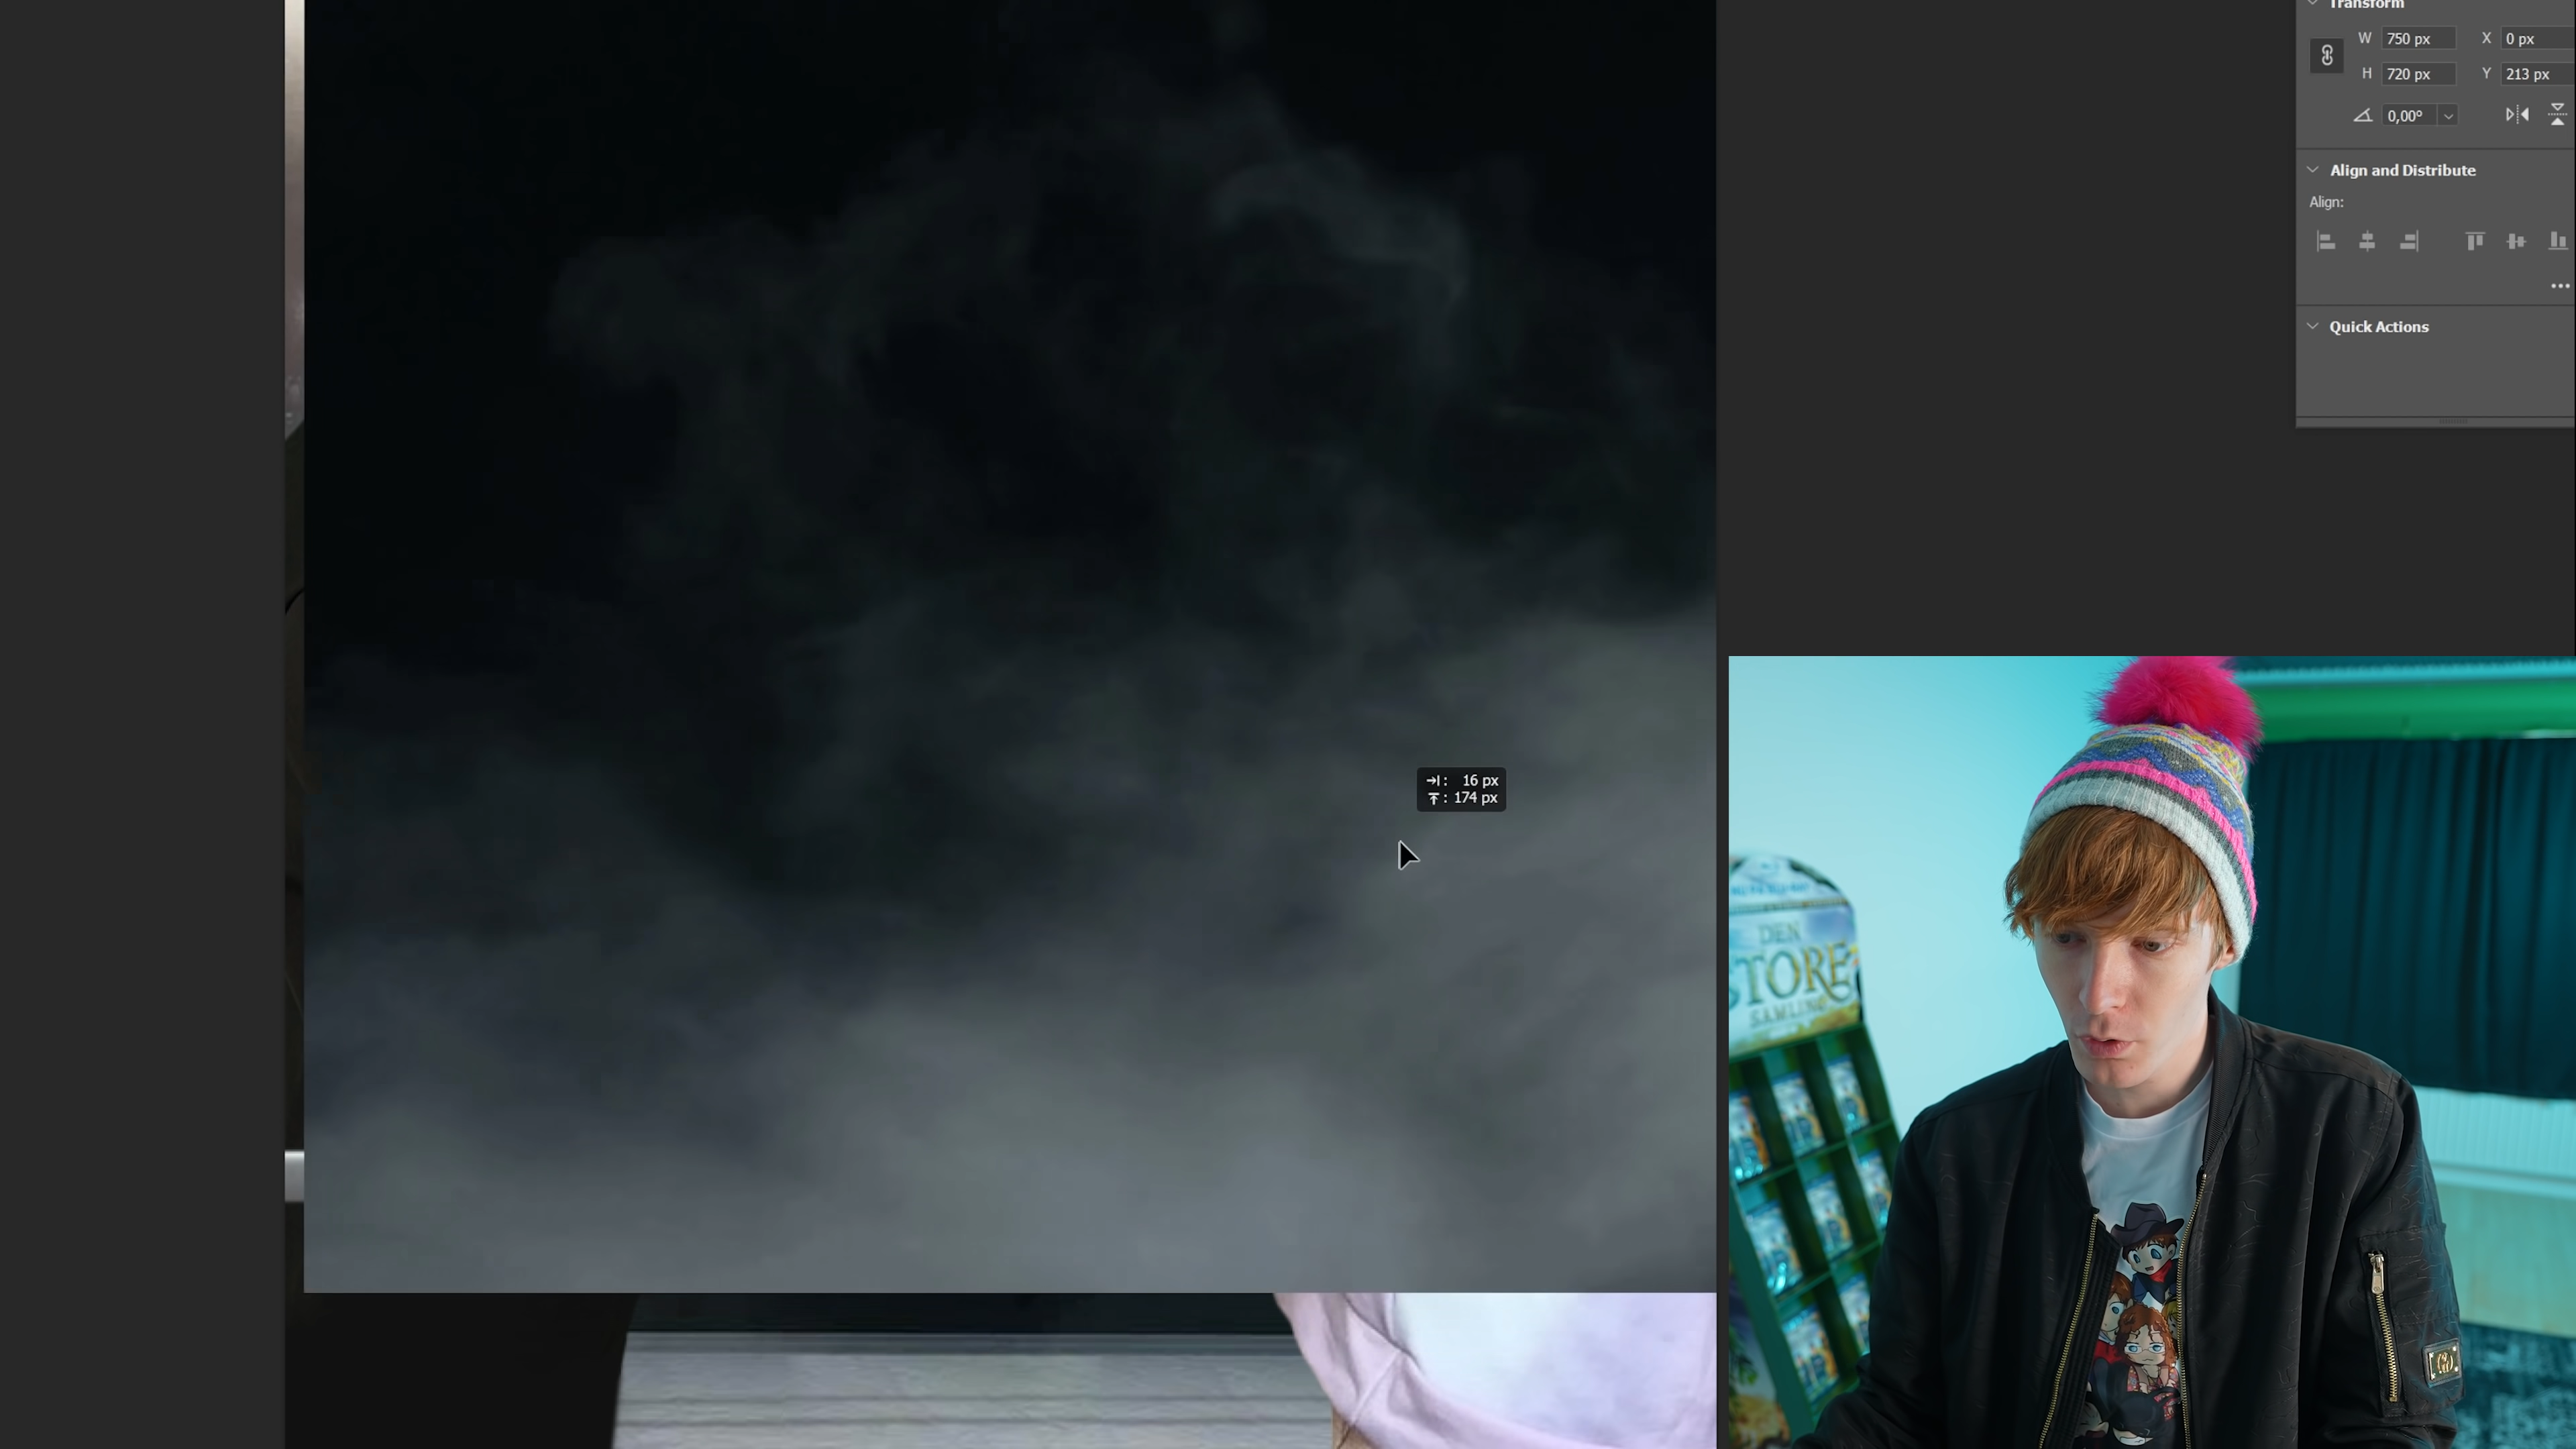 Transform
W 750 px X 0 px
H 720 px Y 213 px
0,00°
Align and Distribute
Align:
Quick Actions
16 px
: 174 px
DEN
STORE
SAMLING